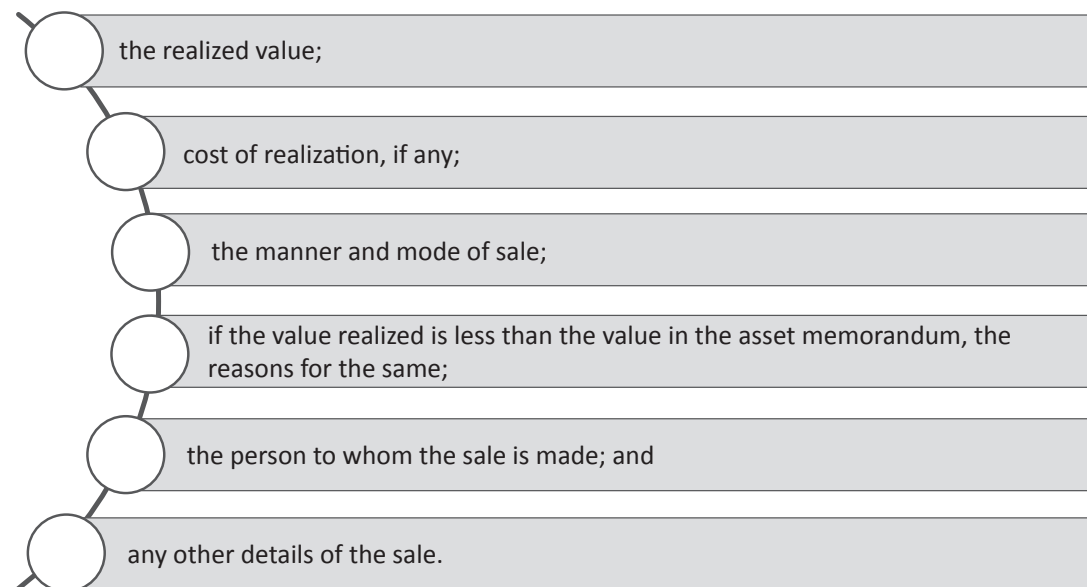 the realized value;
cost of realization, if any;
the manner and mode of sale;
if the value realized is less than the value in the asset memorandum, the
reasons for the same;
the person to whom the sale is made; and
any other details of the sale.